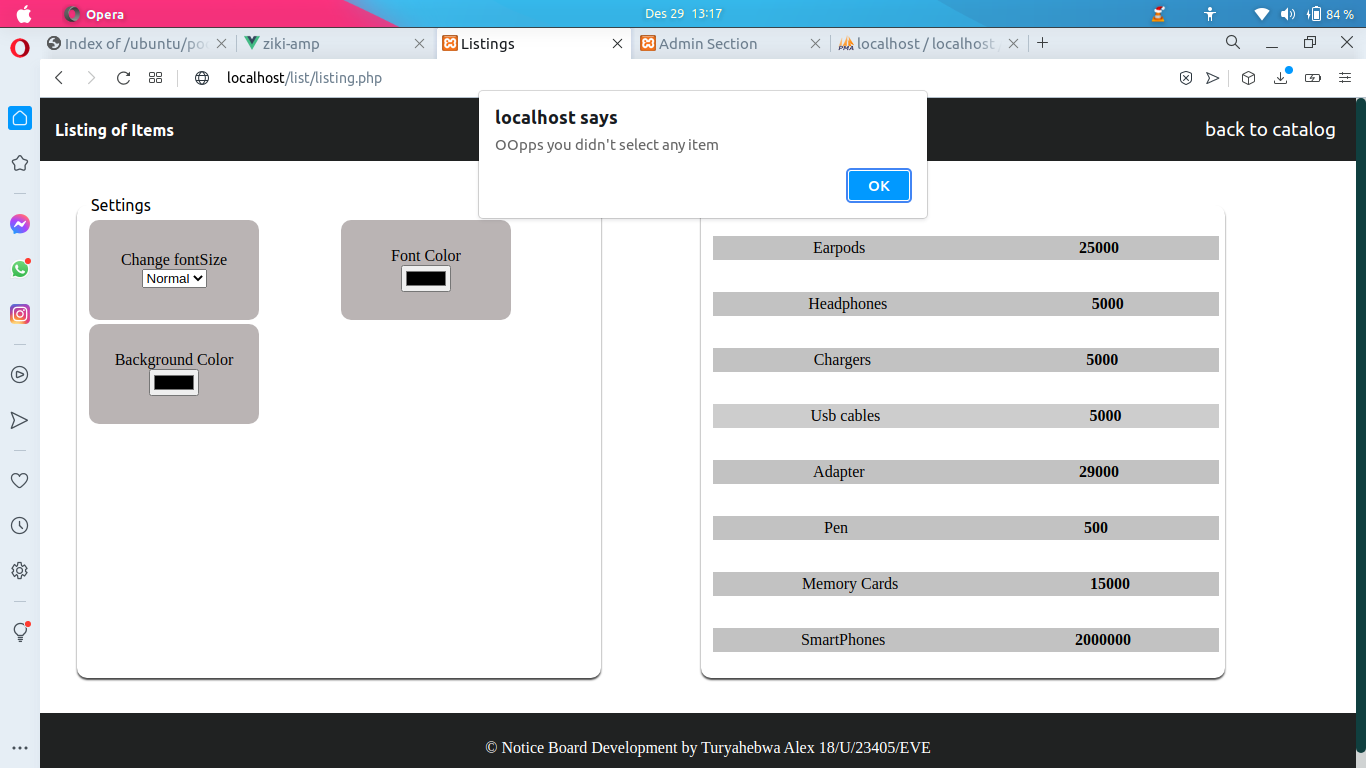 Opera
Des 29 13:17
84 %
Index of /ubuntu/po
ziki-amp
Listings
Admin Section
localhost / localhost /
localhost/list/listing.php
Listing of Items
back to catalog
localhost says
OOpps you didn't select any item
OK
Settings
Change fontSize
Normal
Font Color
Background Color
Earpods 25000
Headphones 5000
Chargers 5000
Usb cables 5000
Adapter 29000
Pen 500
Memory Cards 15000
SmartPhones 2000000
© Notice Board Development by Turyahebwa Alex 18/U/23405/EVE